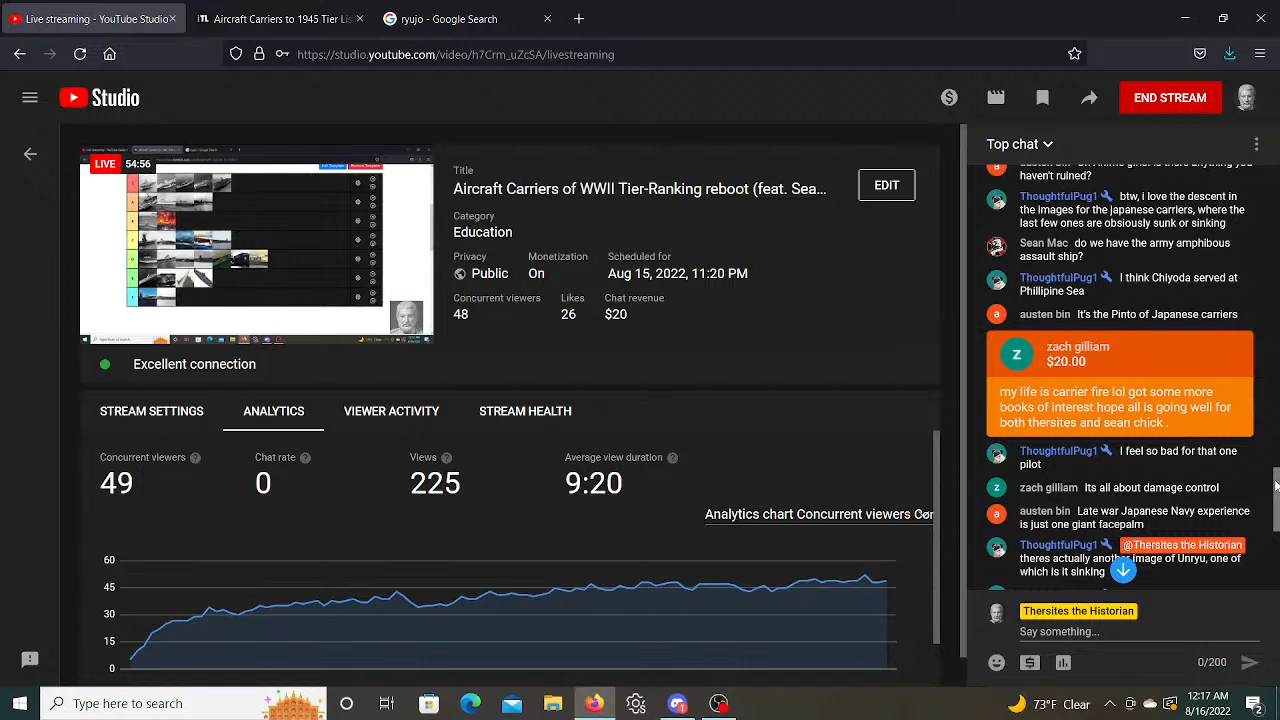 Live streaming - YouTube Studio
Aircraft Carriers to 1945 Tier List
ryujo - Google Search
https://studio.youtube.com/video/h7Crm_uZcSA/livestreaming
Studio
END STREAM
LIVE 54:56
Title
Aircraft Carriers of WWII Tier-Ranking reboot (feat. Sea...
EDIT
Category
Education
Privacy Monetization Scheduled for
Public On Aug 15, 2022, 11:20 PM
Concurrent viewers Likes Chat revenue
48 26 $20
Excellent connection
STREAM SETTINGS ANALYTICS VIEWER ACTIVITY STREAM HEALTH
Concurrent viewers Chat rate Views Average view duration
49 0 225 9:20
Analytics chart Concurrent viewers Con
60
45
30
15
0
Top chat
haven't ruined?
ThoughtfulPug1 btw, i love the descent
in the images for the japanese carriers, where the
last few ones are obsiously sunk or sinking
Sean Mac do we have the army amphibous
assault ship?
ThoughtfulPug1 I think Chiyoda served at
Phillipine Sea
austen bin It's the Pinto of Japanese carriers
zach gilliam
$20.00
my life is carrier fire lol got some more
books of interest hope all is going well for
both thersites and sean chick .
ThoughtfulPug1 I feel so bad for that one
pilot
zach gilliam Its all about damage control
austen bin Late war Japanese Navy experience
is just one giant facepalm
ThoughtfulPug1 @Thersites the Historian
theres actually another image of Unryu, one of
which is it sinking
Thersites the Historian
Say something...
0/200
Type here to search
73°F Clear
12:17 AM
8/16/2022
2